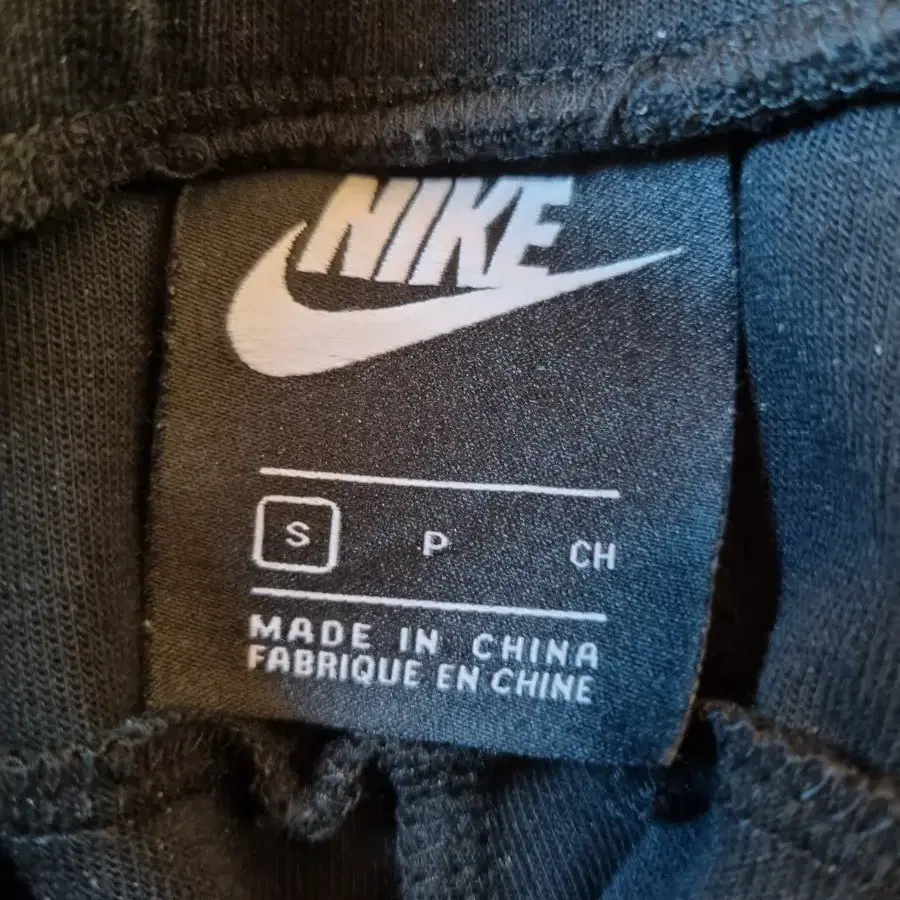 NIKE
S P CH
MADE IN CHINA
FABRIQUE EN CHINE